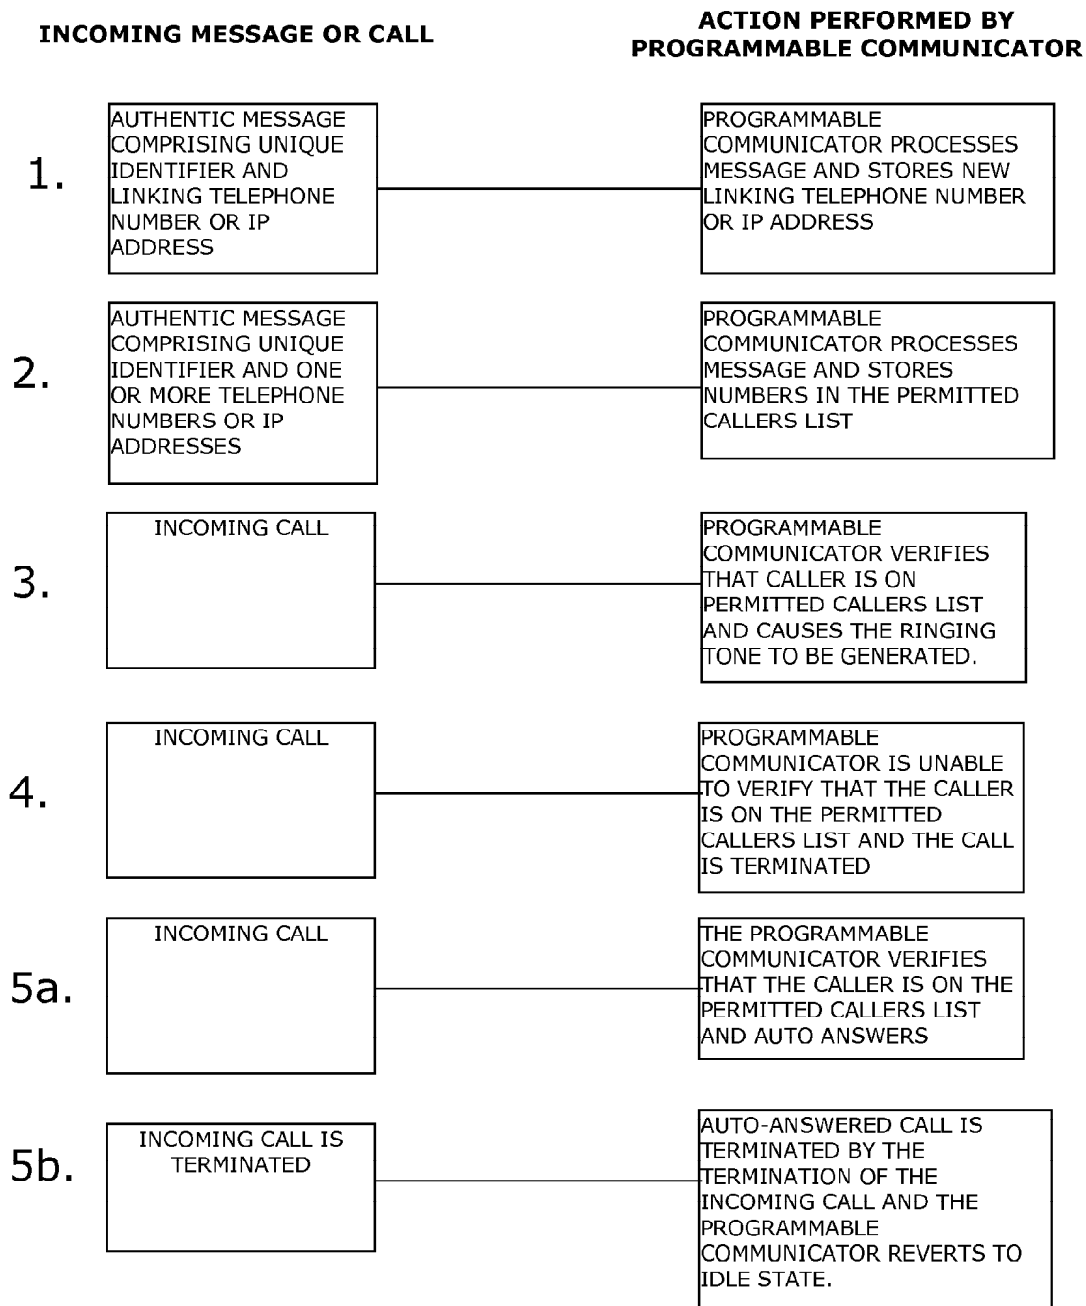 INCOMING MESSAGE OR CALL
ACTION PERFORMED BY
PROGRAMMABLE COMMUNICATOR
1.
AUTHENTIC MESSAGE
COMPRISING UNIQUE
IDENTIFIER AND
LINKING TELEPHONE
NUMBER OR IP
ADDRESS
PROGRAMMABLE
COMMUNICATOR PROCESSES
MESSAGE AND STORES NEW
LINKING TELEPHONE NUMBER
OR IP ADDRESS
2.
AUTHENTIC MESSAGE
COMPRISING UNIQUE
IDENTIFIER AND ONE
OR MORE TELEPHONE
NUMBERS OR IP
ADDRESSES
PROGRAMMABLE
COMMUNICATOR PROCESSES
MESSAGE AND STORES
NUMBERS IN THE PERMITTED
CALLERS LIST
3.
INCOMING CALL
PROGRAMMABLE
COMMUNICATOR VERIFIES
THAT CALLER IS ON
PERMITTED CALLERS LIST
AND CAUSES THE RINGING
TONE TO BE GENERATED.
4.
INCOMING CALL
PROGRAMMABLE
COMMUNICATOR IS UNABLE
TO VERIFY THAT THE CALLER
IS ON THE PERMITTED
CALLERS LIST AND THE CALL
IS TERMINATED
5a.
INCOMING CALL
THE PROGRAMMABLE
COMMUNICATOR VERIFIES
THAT THE CALLER IS ON THE
PERMITTED CALLERS LIST
AND AUTO ANSWERS
5b.
INCOMING CALL IS
TERMINATED
AUTO-ANSWERED CALL IS
TERMINATED BY THE
TERMINATION OF THE
INCOMING CALL AND THE
PROGRAMMABLE
COMMUNICATOR REVERTS TO
IDLE STATE.